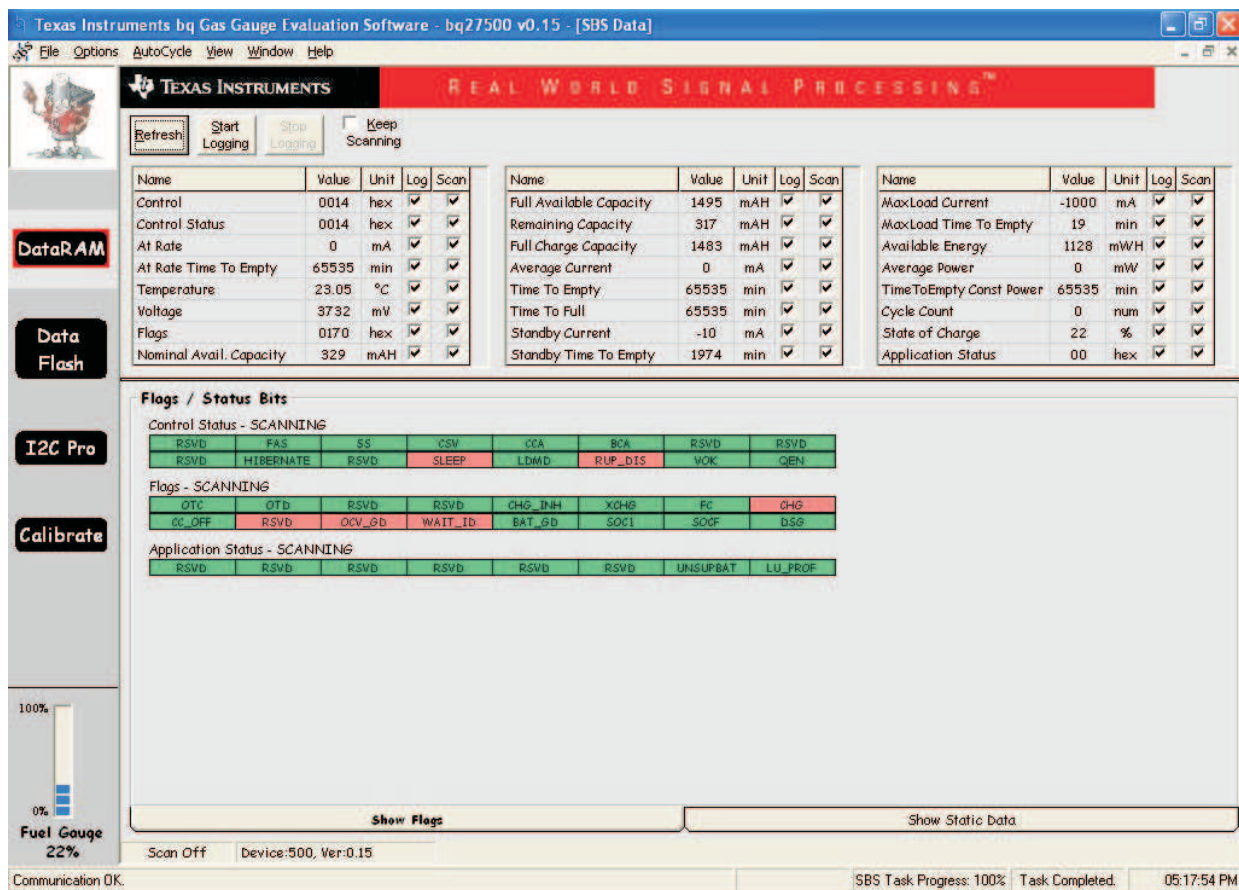 Texas Instruments bq Gas Gauge Evaluation Software - bq27500 v0.15 - [SBS Data]
File Options AutoCycle View Window Help
TEXAS INSTRUMENTS REAL WORLD SIGNAL PROCESSING™
Refresh Start Logging Stop Logging Keep Scanning
Name Value Unit Log Scan Name Value Unit Log Scan Name Value Unit Log Scan
Control 0014 hex Full Available Capacity 1495 mAH MaxLoad Current -1000 mA
Control Status 0014 hex Remaining Capacity 317 mAH MaxLoad Time To Empty 19 min
At Rate 0 mA Full Charge Capacity 1483 mAH Available Energy 1128 mWH
At Rate Time To Empty 65535 min Average Current 0 mA Average Power 0 mW
Temperature 23.05 °C Time To Empty 65535 min TimeToEmpty Const Power 65535 min
Voltage 3732 mV Time To Full 65535 min Cycle Count 0 num
Flags 0170 hex Standby Current -10 mA State of Charge 22 %
Nominal Avail. Capacity 329 mAH Standby Time To Empty 1974 min Application Status 00 hex
DataRAM
Data
Flash
I2C Pro
Calibrate
Flags / Status Bits
Control Status - SCANNING
RSVD FAS SS CSV CCA BCA RSVD RSVD
RSVD HIBERNATE RSVD SLEEP LDMD RUP_DIS VOK QEN
Flags - SCANNING
OTC OTD RSVD RSVD CHG_INH XCHG FC CHG
CC_OFF RSVD OCV_GD WAIT_ID BAT_GD SOC1 SOCF DSG
Application Status - SCANNING
RSVD RSVD RSVD RSVD RSVD RSVD UNSUPBAT LU_PROF
100%
0%
Fuel Gauge
22%
Show Flags Show Static Data
Scan Off Device:500, Ver:0.15
Communication OK. SBS Task Progress: 100% Task Completed. 05:17:54 PM